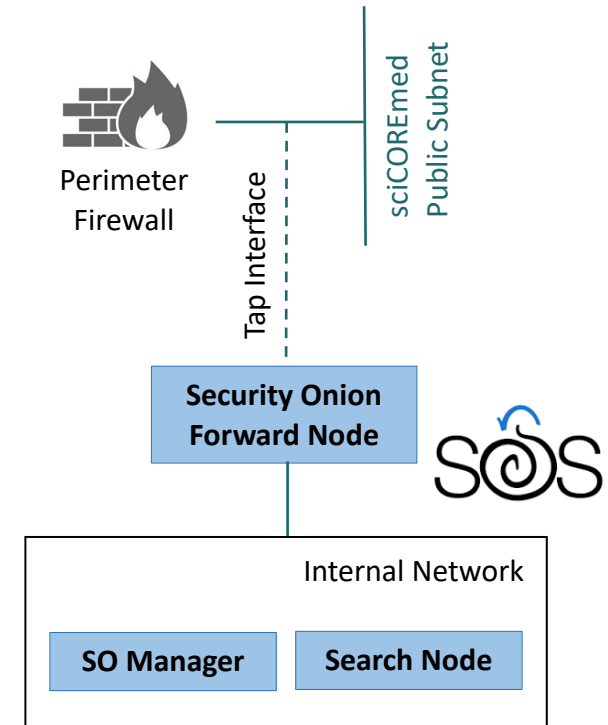 sciCOREmed
Public Subnet
Perimeter
Firewall
Tap Interface
Security Onion
Forward Node
SOS
Internal Network
SO Manager
Search Node